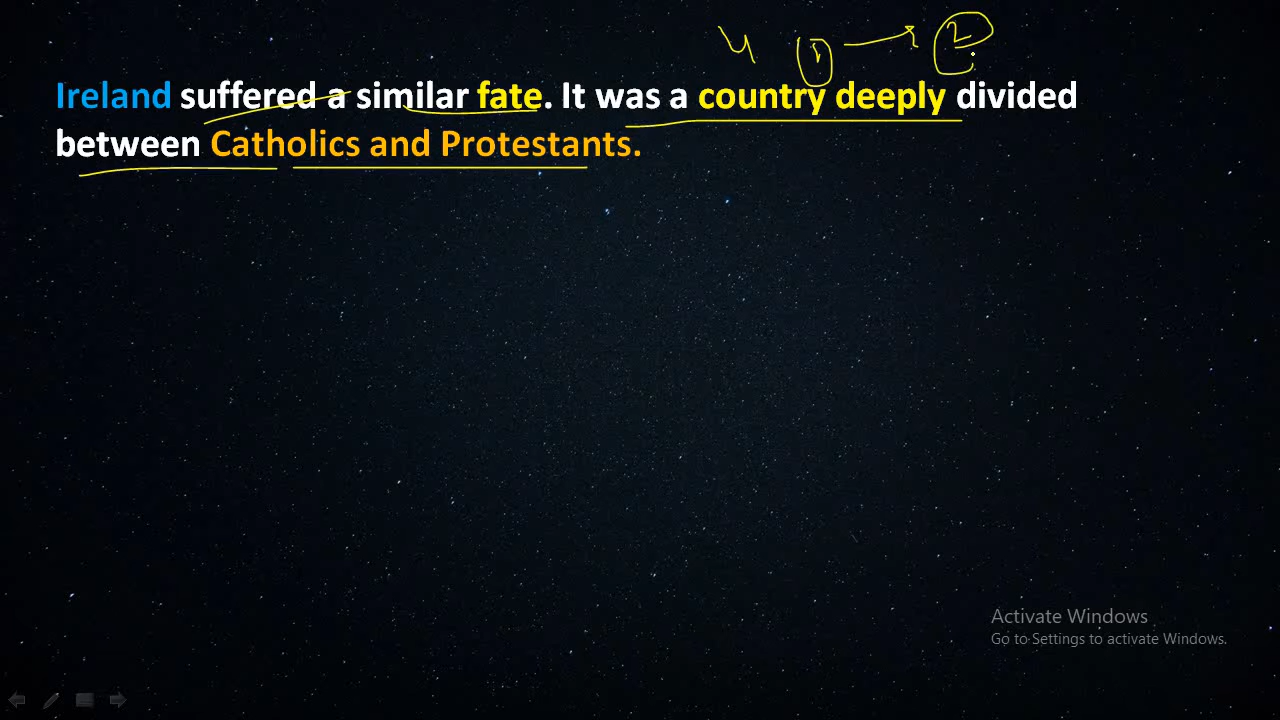 Ireland suffered a similar fate. It was a country deeply divided
between Catholics and Protestants.
Activate Windows
Go to Settings to activate Windows.